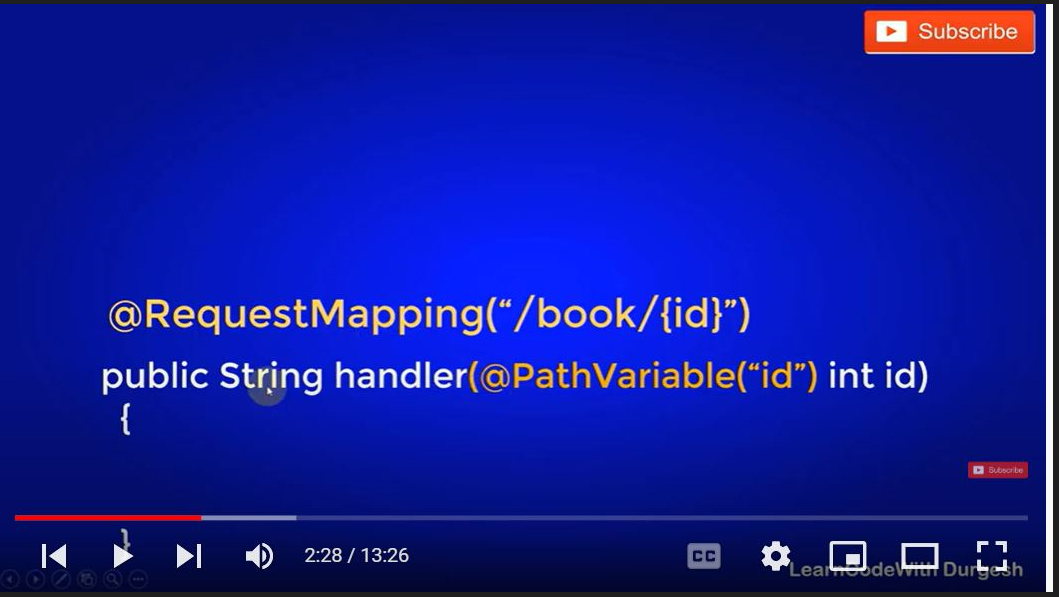 Subscribe
@RequestMapping(“/book/{id}”)
public String handler(@PathVariable(“id”) int id)
{
Subscribe
}
2:28 / 13:26
CC
LearnCodeWith Durgesh